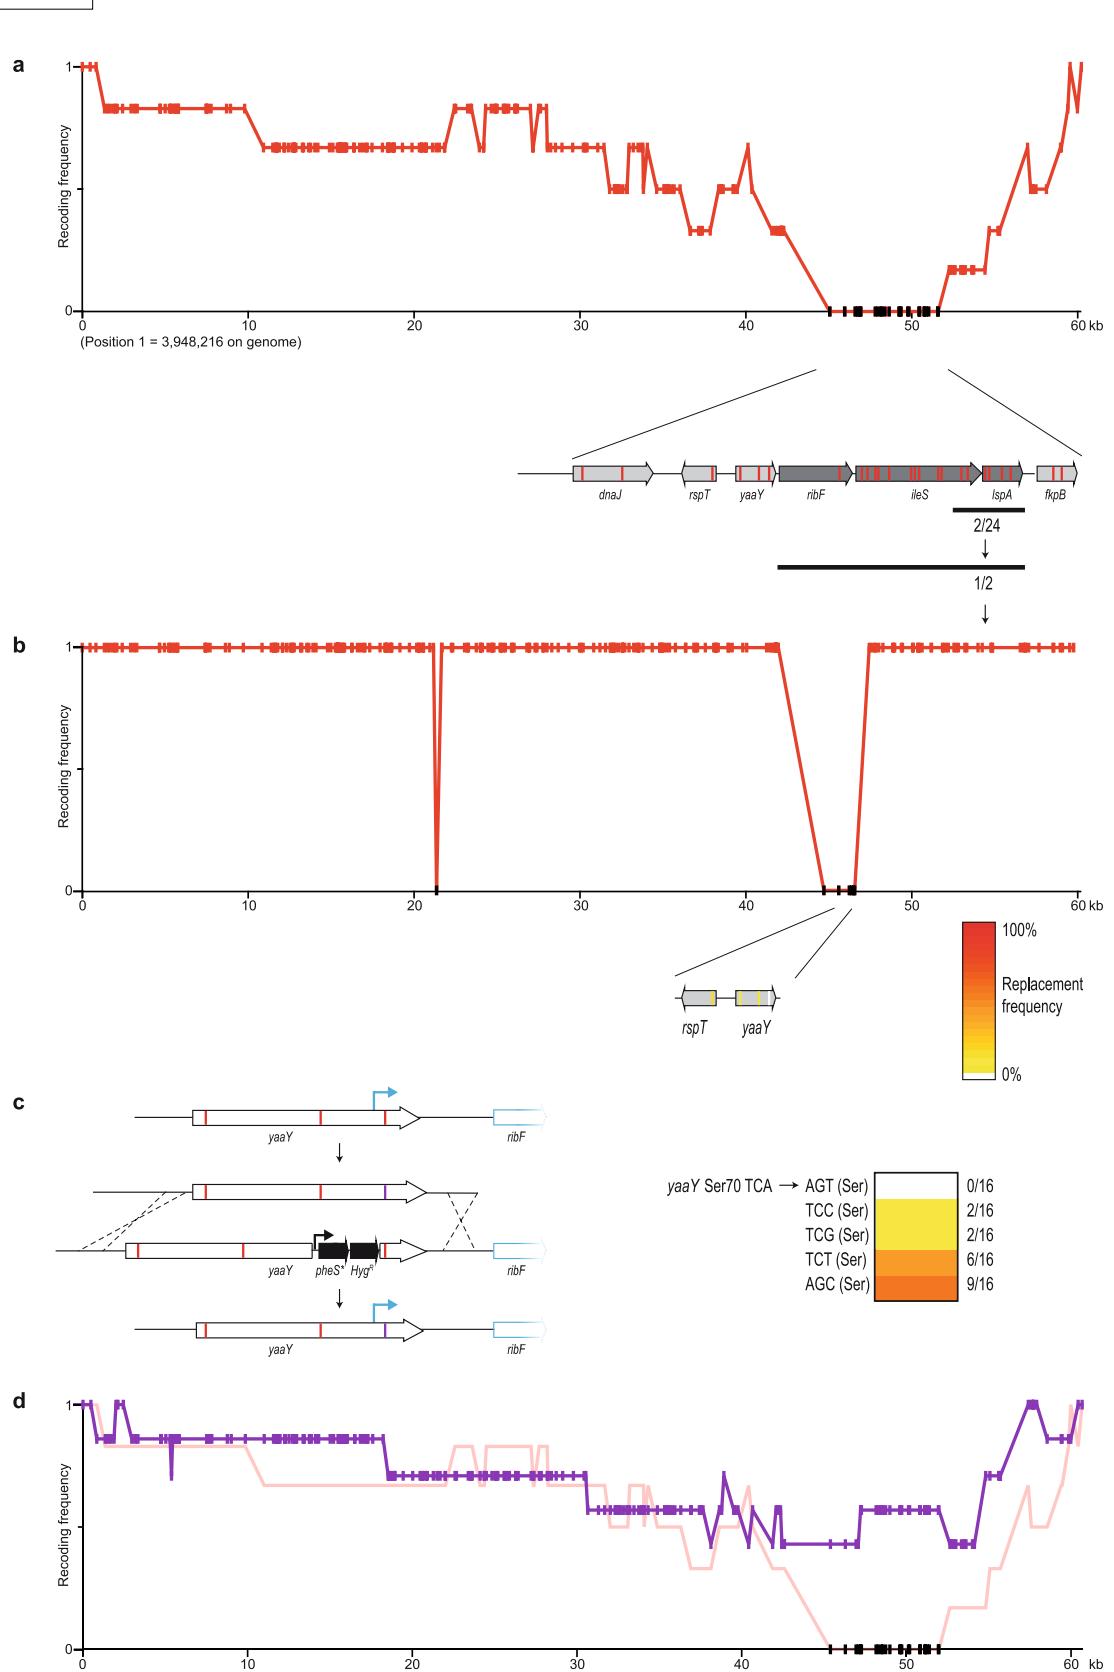 a
1
Recoding frequency
0
0 10 20 30 40 50 60 kb
(Position 1 = 3,948,216 on genome)
dnaJ rspT yaaY ribF ileS lspA fkpB
2/24
1/2
b
1
Recoding frequency
0
0 10 20 30 40 50 60 kb
rspT yaaY
100%
Replacement
frequency
0%
c
yaaY ribF
yaaY pheS* Hygᴿ ribF
yaaY ribF
yaaY Ser70 TCA → AGT (Ser) 0/16
TCC (Ser) 2/16
TCG (Ser) 2/16
TCT (Ser) 6/16
AGC (Ser) 9/16
d
1
Recoding frequency
0
0 10 20 30 40 50 60 kb